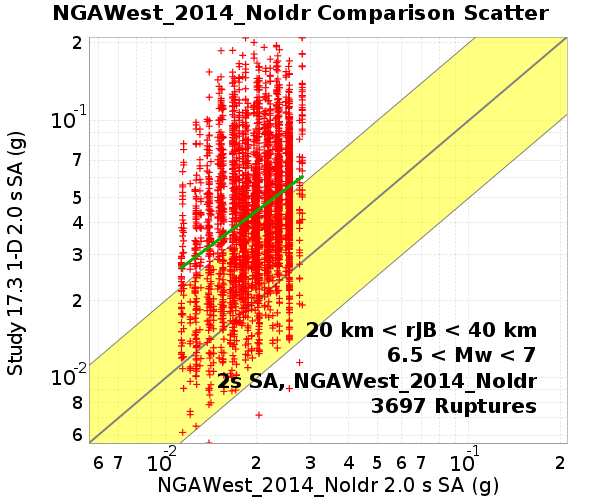 NGAWest_2014_NoIdr Comparison Scatter
2
10-1
7
5
4
3
2
10-2
8
6
Study 17.3 1-D 2.0 s SA (g)
20 km < rJB < 40 km
6.5 < Mw < 7
2s SA, NGAWest_2014_NoIdr
3697 Ruptures
6 7 10-2 2 3 4 5 6 7 10-1 2
NGAWest_2014_NoIdr 2.0 s SA (g)